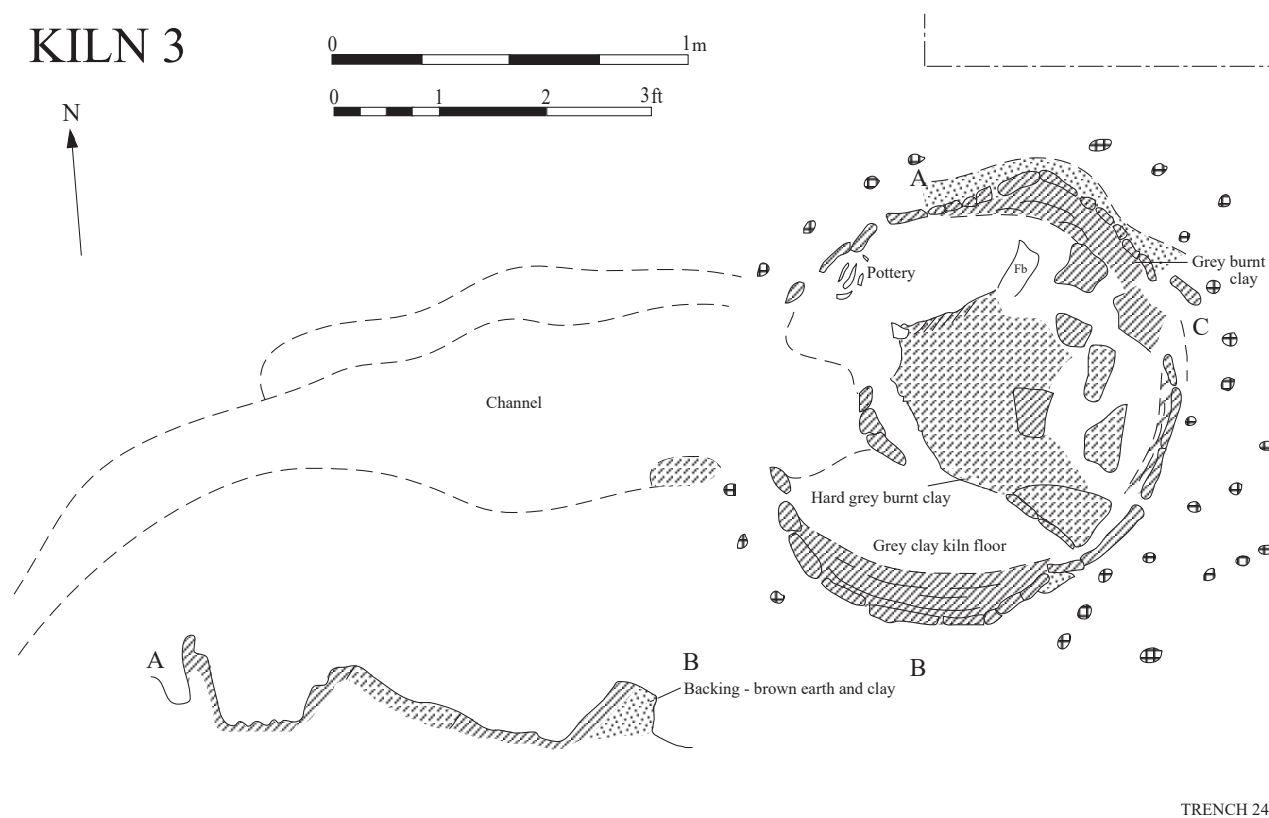 KILN 3
0 1m
0 1 2 3ft
N
A
Grey burnt
clay
Pottery
Fb
C
Channel
Hard grey burnt clay
Grey clay kiln floor
A
B
B
Backing - brown earth and clay
TRENCH 24